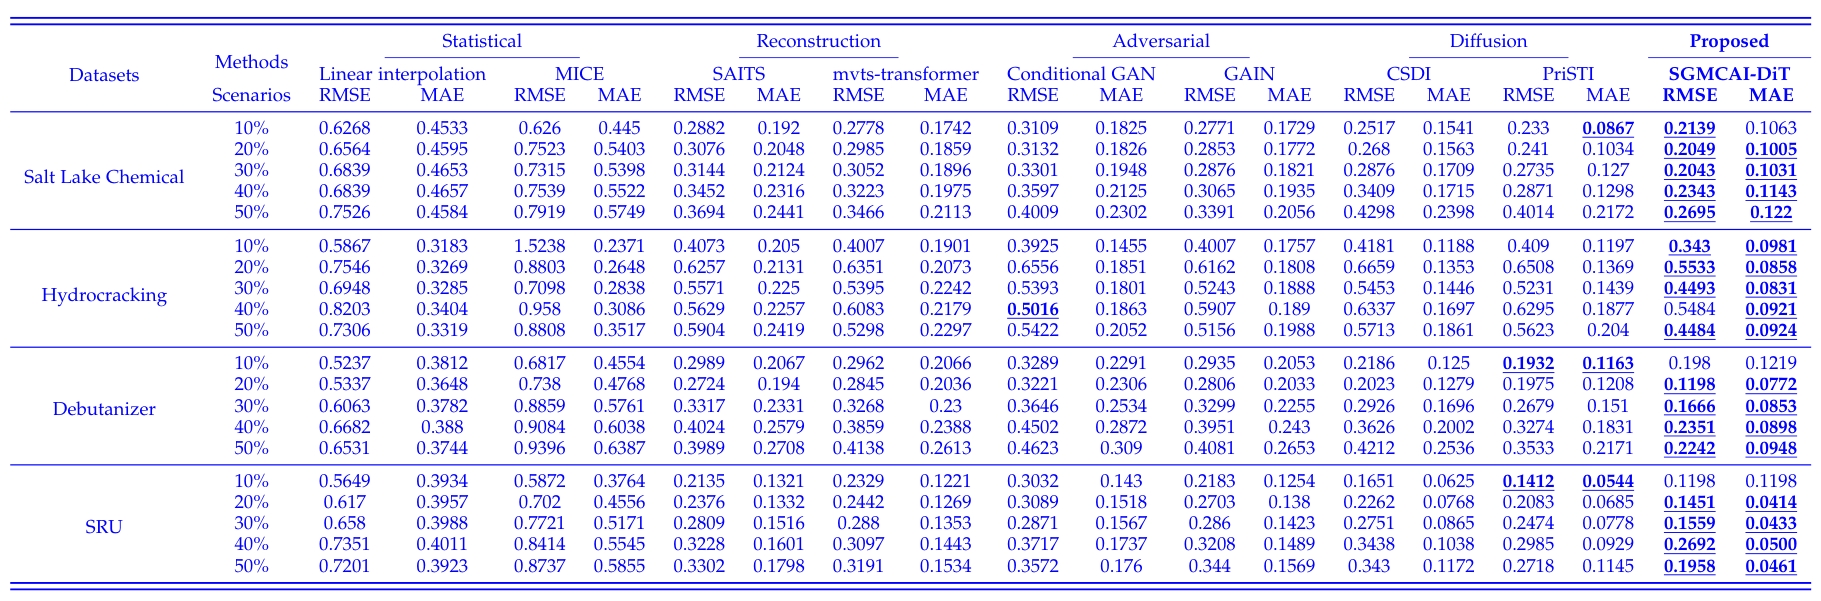 Statistical Reconstruction Adversarial Diffusion Proposed
Datasets Methods Linear interpolation MICE SAITS mvts-transformer Conditional GAN GAIN CSDI PriSTI SGMCAI-DiT
Scenarios RMSE MAE RMSE MAE RMSE MAE RMSE MAE RMSE MAE RMSE MAE RMSE MAE RMSE MAE RMSE MAE
Salt Lake Chemical
10% 0.6268 0.4533 0.626 0.445 0.2882 0.192 0.2778 0.1742 0.3109 0.1825 0.2771 0.1729 0.2517 0.1541 0.233 0.0867 0.2139 0.1063
20% 0.6564 0.4595 0.7523 0.5403 0.3076 0.2048 0.2985 0.1859 0.3132 0.1826 0.2853 0.1772 0.268 0.1563 0.241 0.1034 0.2049 0.1005
30% 0.6839 0.4653 0.7315 0.5398 0.3144 0.2124 0.3052 0.1896 0.3301 0.1948 0.2876 0.1821 0.2876 0.1709 0.2735 0.127 0.2043 0.1031
40% 0.6839 0.4657 0.7539 0.5522 0.3452 0.2316 0.3223 0.1975 0.3597 0.2125 0.3065 0.1935 0.3409 0.1715 0.2871 0.1298 0.2343 0.1143
50% 0.7526 0.4584 0.7919 0.5749 0.3694 0.2441 0.3466 0.2113 0.4009 0.2302 0.3391 0.2056 0.4298 0.2398 0.4014 0.2172 0.2695 0.122
Hydrocracking
10% 0.5867 0.3183 1.5238 0.2371 0.4073 0.205 0.4007 0.1901 0.3925 0.1455 0.4007 0.1757 0.4181 0.1188 0.409 0.1197 0.343 0.0981
20% 0.7546 0.3269 0.8803 0.2648 0.6257 0.2131 0.6351 0.2073 0.6556 0.1851 0.6162 0.1808 0.6659 0.1353 0.6508 0.1369 0.5533 0.0858
30% 0.6948 0.3285 0.7098 0.2838 0.5571 0.225 0.5395 0.2242 0.5393 0.1801 0.5243 0.1888 0.5453 0.1446 0.5231 0.1439 0.4493 0.0831
40% 0.8203 0.3404 0.958 0.3086 0.5629 0.2257 0.6083 0.2179 0.5016 0.1863 0.5907 0.189 0.6337 0.1697 0.6295 0.1877 0.5484 0.0921
50% 0.7306 0.3319 0.8808 0.3517 0.5904 0.2419 0.5298 0.2297 0.5422 0.2052 0.5156 0.1988 0.5713 0.1861 0.5623 0.204 0.4484 0.0924
Debutanizer
10% 0.5237 0.3812 0.6817 0.4554 0.2989 0.2067 0.2962 0.2066 0.3289 0.2291 0.2935 0.2053 0.2186 0.125 0.1932 0.1163 0.198 0.1219
20% 0.5337 0.3648 0.738 0.4768 0.2724 0.194 0.2845 0.2036 0.3221 0.2306 0.2806 0.2033 0.2023 0.1279 0.1975 0.1208 0.1198 0.0772
30% 0.6063 0.3782 0.8859 0.5761 0.3317 0.2331 0.3268 0.23 0.3646 0.2534 0.3299 0.2255 0.2926 0.1696 0.2679 0.151 0.1666 0.0853
40% 0.6682 0.388 0.9084 0.6038 0.4024 0.2579 0.3859 0.2388 0.4502 0.2872 0.3951 0.243 0.3626 0.2002 0.3274 0.1831 0.2351 0.0898
50% 0.6531 0.3744 0.9396 0.6387 0.3989 0.2708 0.4138 0.2613 0.4623 0.309 0.4081 0.2653 0.4212 0.2536 0.3533 0.2171 0.2242 0.0948
SRU
10% 0.5649 0.3934 0.5872 0.3764 0.2135 0.1321 0.2329 0.1221 0.3032 0.143 0.2183 0.1254 0.1651 0.0625 0.1412 0.0544 0.1198 0.1198
20% 0.617 0.3957 0.702 0.4556 0.2376 0.1332 0.2442 0.1269 0.3089 0.1518 0.2703 0.138 0.2262 0.0768 0.2083 0.0685 0.1451 0.0414
30% 0.658 0.3988 0.7721 0.5171 0.2809 0.1516 0.288 0.1353 0.2871 0.1567 0.286 0.1423 0.2751 0.0865 0.2474 0.0778 0.1559 0.0433
40% 0.7351 0.4011 0.8414 0.5545 0.3228 0.1601 0.3097 0.1443 0.3717 0.1737 0.3208 0.1489 0.3438 0.1038 0.2985 0.0929 0.2692 0.0500
50% 0.7201 0.3923 0.8737 0.5855 0.3302 0.1798 0.3191 0.1534 0.3572 0.176 0.344 0.1569 0.343 0.1172 0.2718 0.1145 0.1958 0.0461